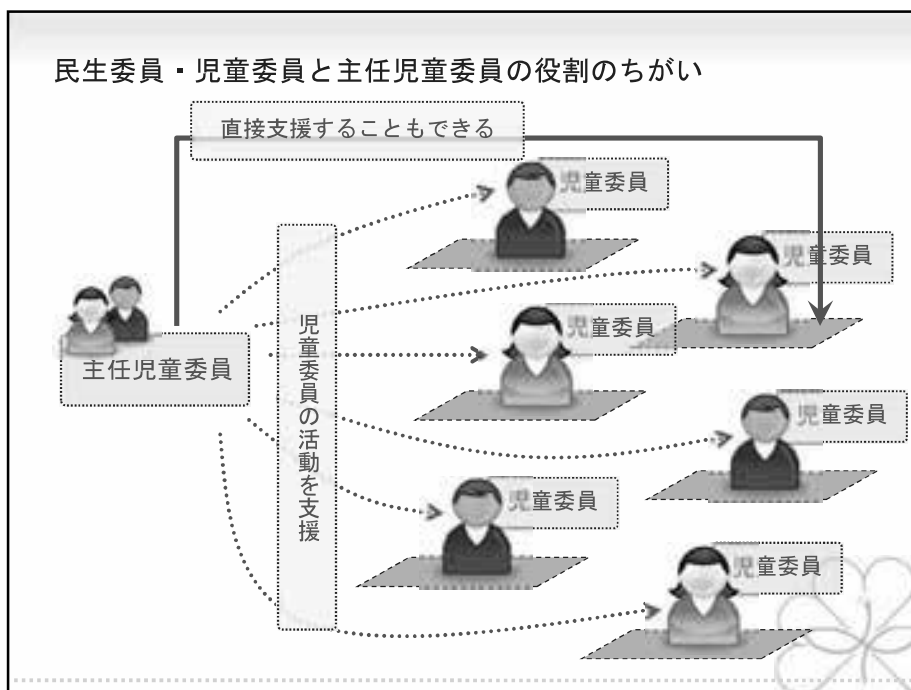 民生委員・児童委員と主任児童委員の役割のちがい
直接支援することもできる
児童委員
児童委員
児童委員
主任児童委員
児童委員の活動を支援
児童委員
児童委員
児童委員